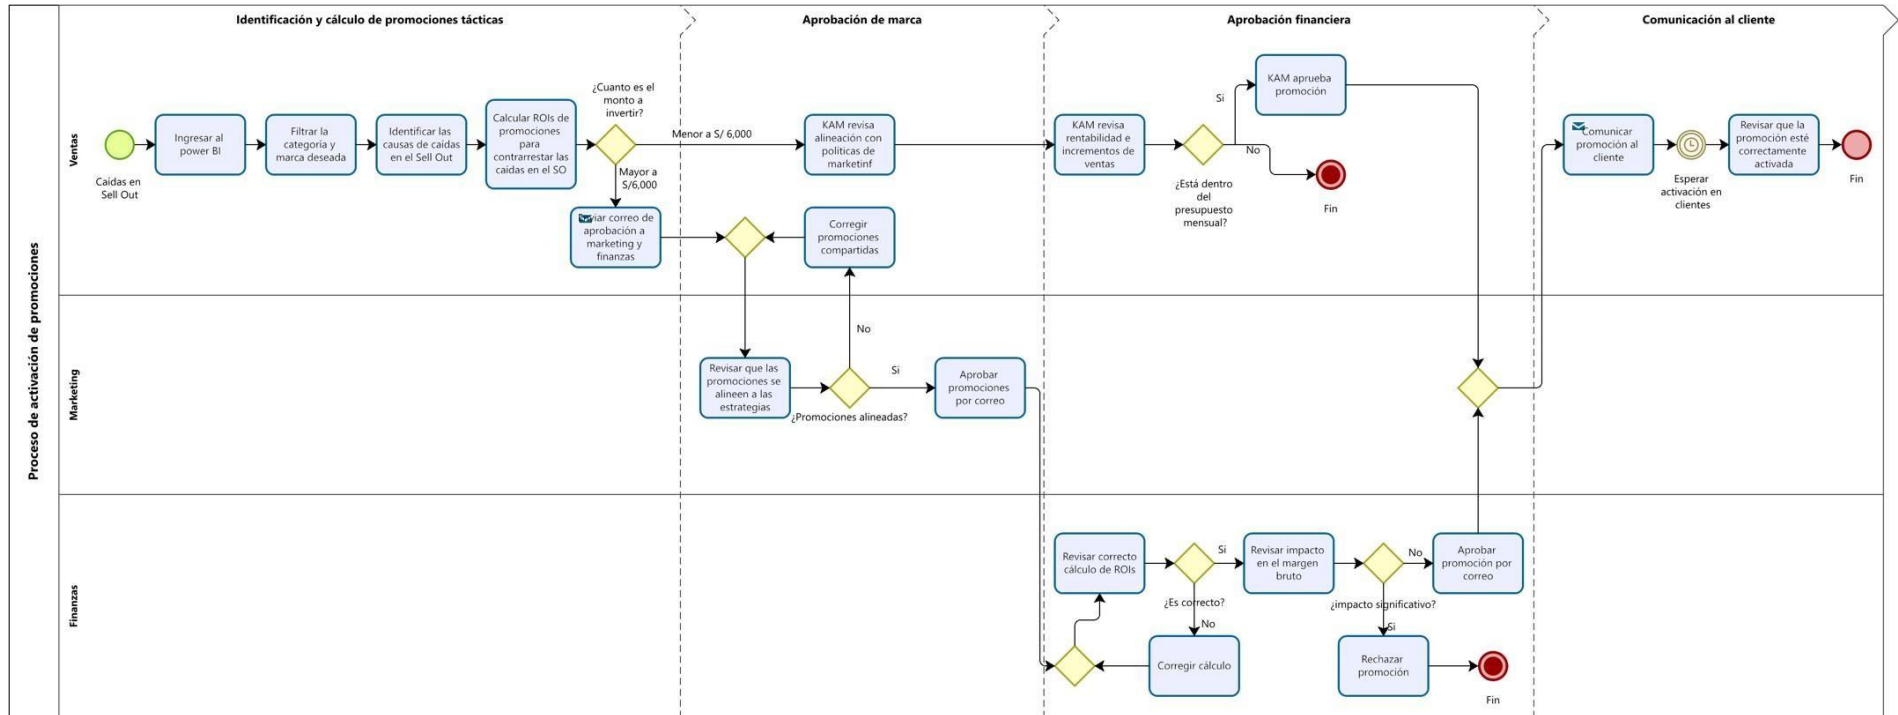 Identificación y cálculo de promociones tácticas
Aprobación de marca
Aprobación financiera
Comunicación al cliente
Proceso de activación de promociones
Ventas
Caídas en
Sell Out
Ingresar al
power BI
Filtrar la
categoría y
marca deseada
Identificar las
causas de caídas
en el Sell Out
Calcular ROIs de
promociones
para
contrarrestar las
caídas en el SO
¿Cuanto es el
monto a
invertir?
Menor a S/ 6,000
Mayor a
S/6,000
viar correo de
aprobación a
marketing y
finanzas
KAM revisa
alineación con
políticas de
marketinf
Corregir
promociones
compartidas
KAM revisa
rentabilidad e
incrementos de
ventas
¿Está dentro
del
presupuesto
mensual?
Si
No
KAM aprueba
promoción
Fin
Comunicar
promoción al
cliente
Esperar
activación en
clientes
Revisar que la
promoción esté
correctamente
activada
Fin
Marketing
Revisar que las
promociones se
alineen a las
estrategias
¿Promociones alineadas?
No
Si
Aprobar
promociones
por correo
Finanzas
Revisar correcto
cálculo de ROIs
¿Es correcto?
Si
No
Corregir cálculo
Revisar impacto
en el margen
bruto
¿impacto significativo?
No
Si
Aprobar
promoción por
correo
Rechazar
promoción
Fin